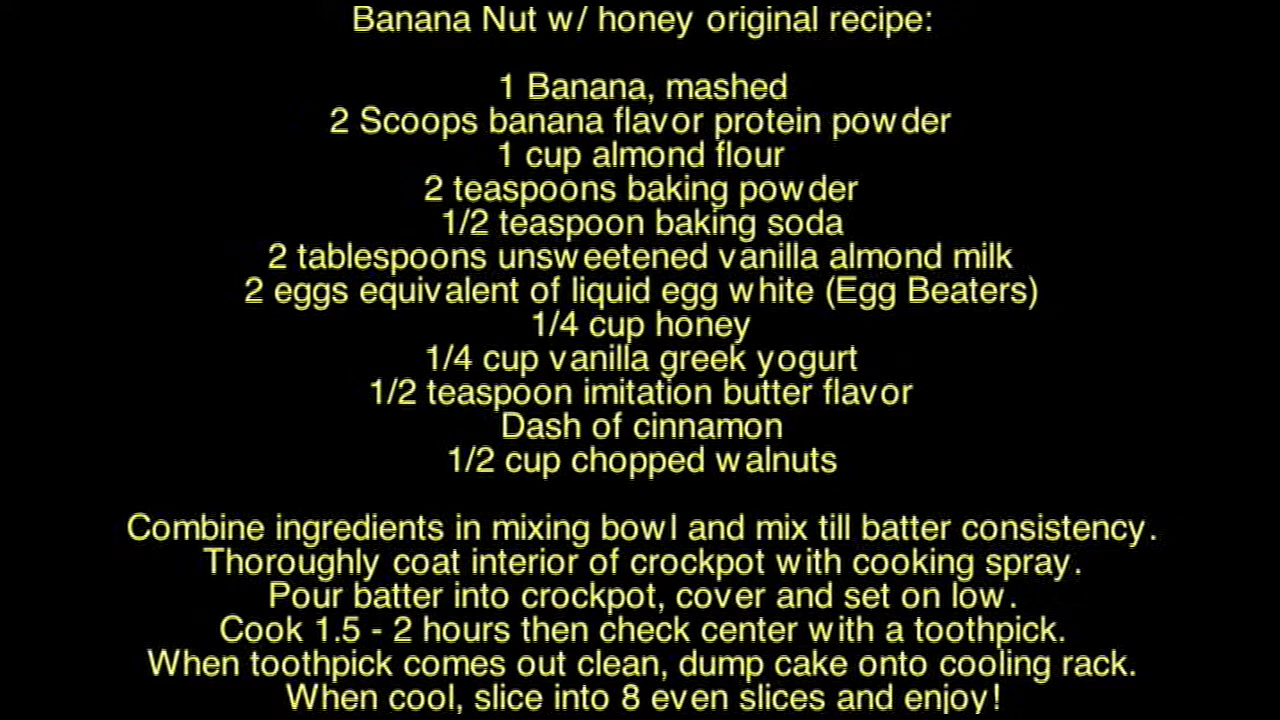 Banana Nut w/ honey original recipe:
1 Banana, mashed
2 Scoops banana flavor protein powder
1 cup almond flour
2 teaspoons baking powder
1/2 teaspoon baking soda
2 tablespoons unsweetened vanilla almond milk
2 eggs equivalent of liquid egg white (Egg Beaters)
1/4 cup honey
1/4 cup vanilla greek yogurt
1/2 teaspoon imitation butter flavor
Dash of cinnamon
1/2 cup chopped walnuts
Combine ingredients in mixing bowl and mix till batter consistency.
Thoroughly coat interior of crockpot with cooking spray.
Pour batter into crockpot, cover and set on low.
Cook 1.5 - 2 hours then check center with a toothpick.
When toothpick comes out clean, dump cake onto cooling rack.
When cool, slice into 8 even slices and enjoy!